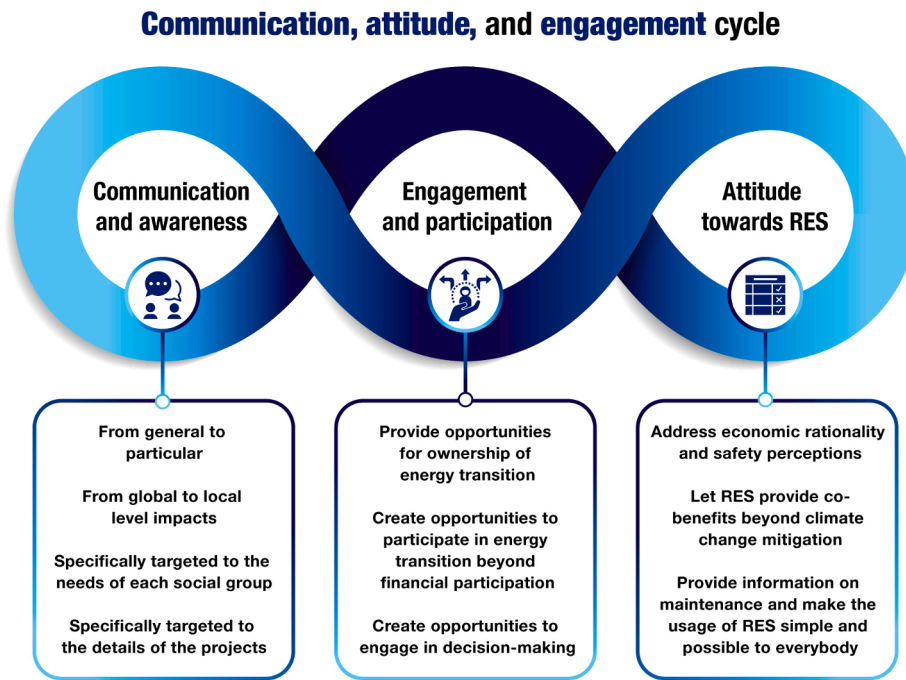 Communication, attitude, and engagement cycle
Communication
and awareness
Engagement
and participation
Attitude
towards RES
From general to
particular
From global to local
level impacts
Specifically targeted to the
needs of each social group
Specifically targeted to
the details of the projects
Provide opportunities
for ownership of
energy transition
Create opportunities to
participate in energy
transition beyond
financial participation
Create opportunities to
engage in decision-making
Address economic rationality
and safety perceptions
Let RES provide co-
benefits beyond climate
change mitigation
Provide information on
maintenance and make the
usage of RES simple and
possible to everybody